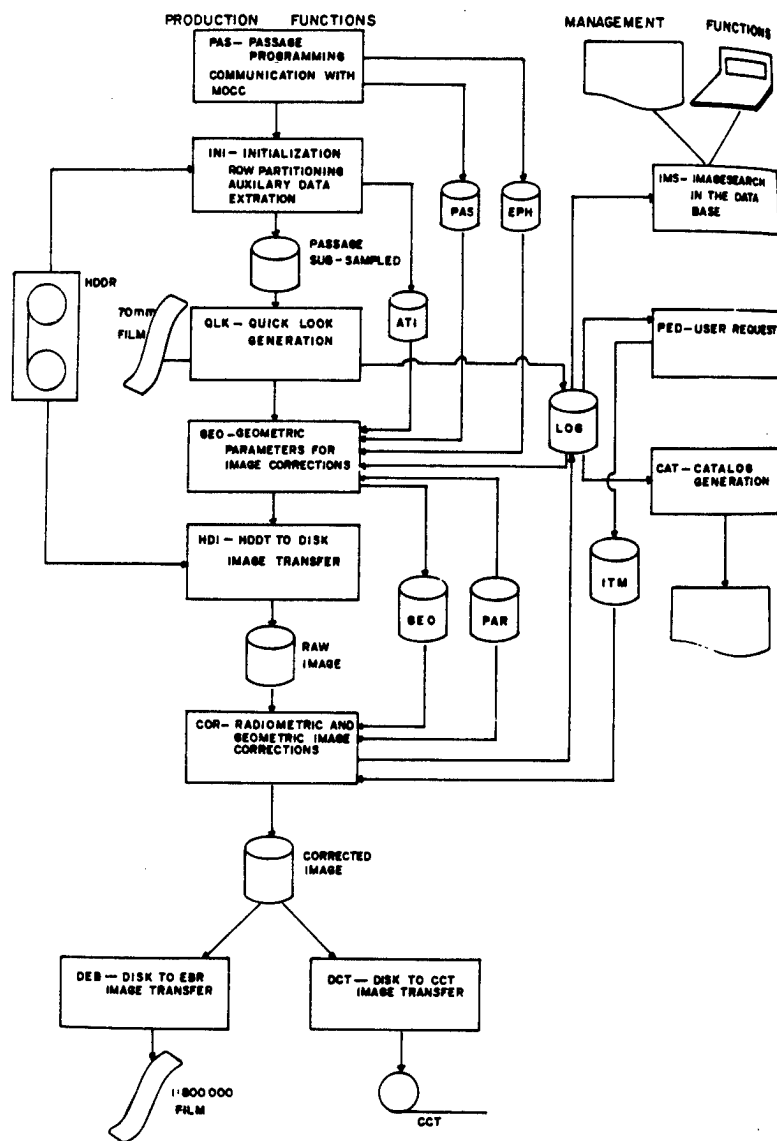 PRODUCTION FUNCTIONS
MANAGEMENT FUNCTIONS
PAS— PASSAGE
PROGRAMMING
COMMUNICATION WITH
MOCC
INI— INITIALIZATION
ROW PARTITIONING
AUXILARY DATA
EXTRATION
PAS
EPH
IMS—IMAGESEARCH
IN THE DATA
BASE
PASSAGE
SUB-SAMPLED
HDDR
70mm
FILM
QLK— QUICK LOOK
GENERATION
ATI
PED—USER REQUEST
LOG
GEO—GEOMETRIC
PARAMETERS FOR
IMAGE CORRECTIONS
CAT—CATALOG
GENERATION
HDI— HDDT TO DISK
IMAGE TRANSFER
GEO
PAR
ITM
RAW
IMAGE
COR—RADIOMETRIC AND
GEOMETRIC IMAGE
CORRECTIONS
CORRECTED
IMAGE
DEB—DISK TO EBR
IMAGE TRANSFER
DCT—DISK TO CCT
IMAGE TRANSFER
1:800 000
FILM
CCT